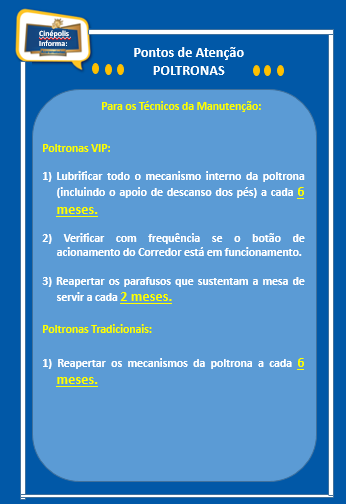 Cinépolis
Informa:
Pontos de Atenção
POLTRONAS
Para os Técnicos da Manutenção:
Poltronas VIP:
1) Lubrificar todo o mecanismo interno da poltrona
(incluindo o apoio de descanso dos pés) a cada 6
meses.
2) Verificar com frequência se o botão de
acionamento do Corredor está em funcionamento.
3) Reapertar os parafusos que sustentam a mesa de
servir a cada 2 meses.
Poltronas Tradicionais:
1) Reapertar os mecanismos da poltrona a cada 6
meses.